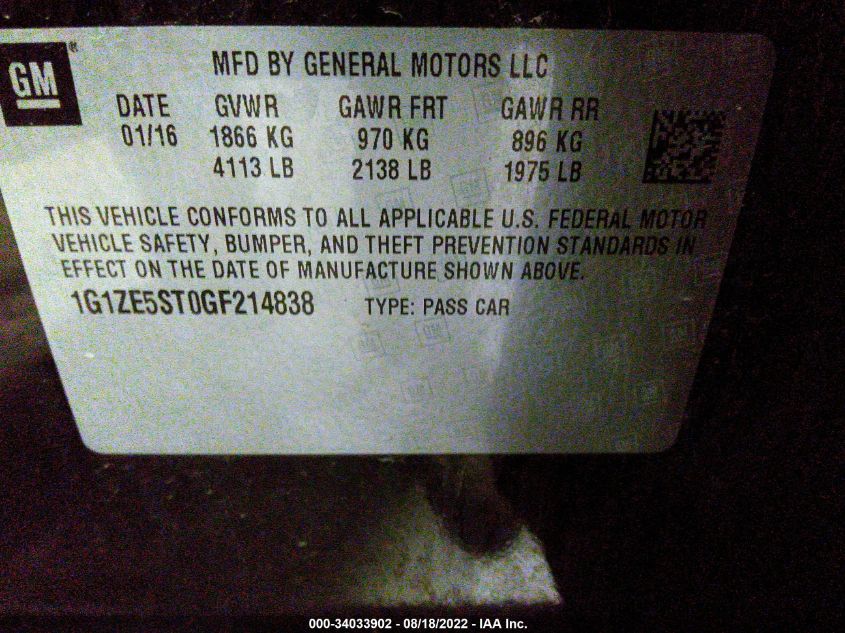 GM ®
MFD BY GENERAL MOTORS LLC
DATE GVWR GAWR FRT GAWR RR
01/16 1866 KG 970 KG 896 KG
4113 LB 2138 LB 1975 LB
THIS VEHICLE CONFORMS TO ALL APPLICABLE U.S. FEDERAL MOTOR
VEHICLE SAFETY, BUMPER, AND THEFT PREVENTION STANDARDS IN
EFFECT ON THE DATE OF MANUFACTURE SHOWN ABOVE.
1G1ZE5ST0GF214838 TYPE: PASS CAR
000-34033902 - 08/18/2022 - IAA Inc.